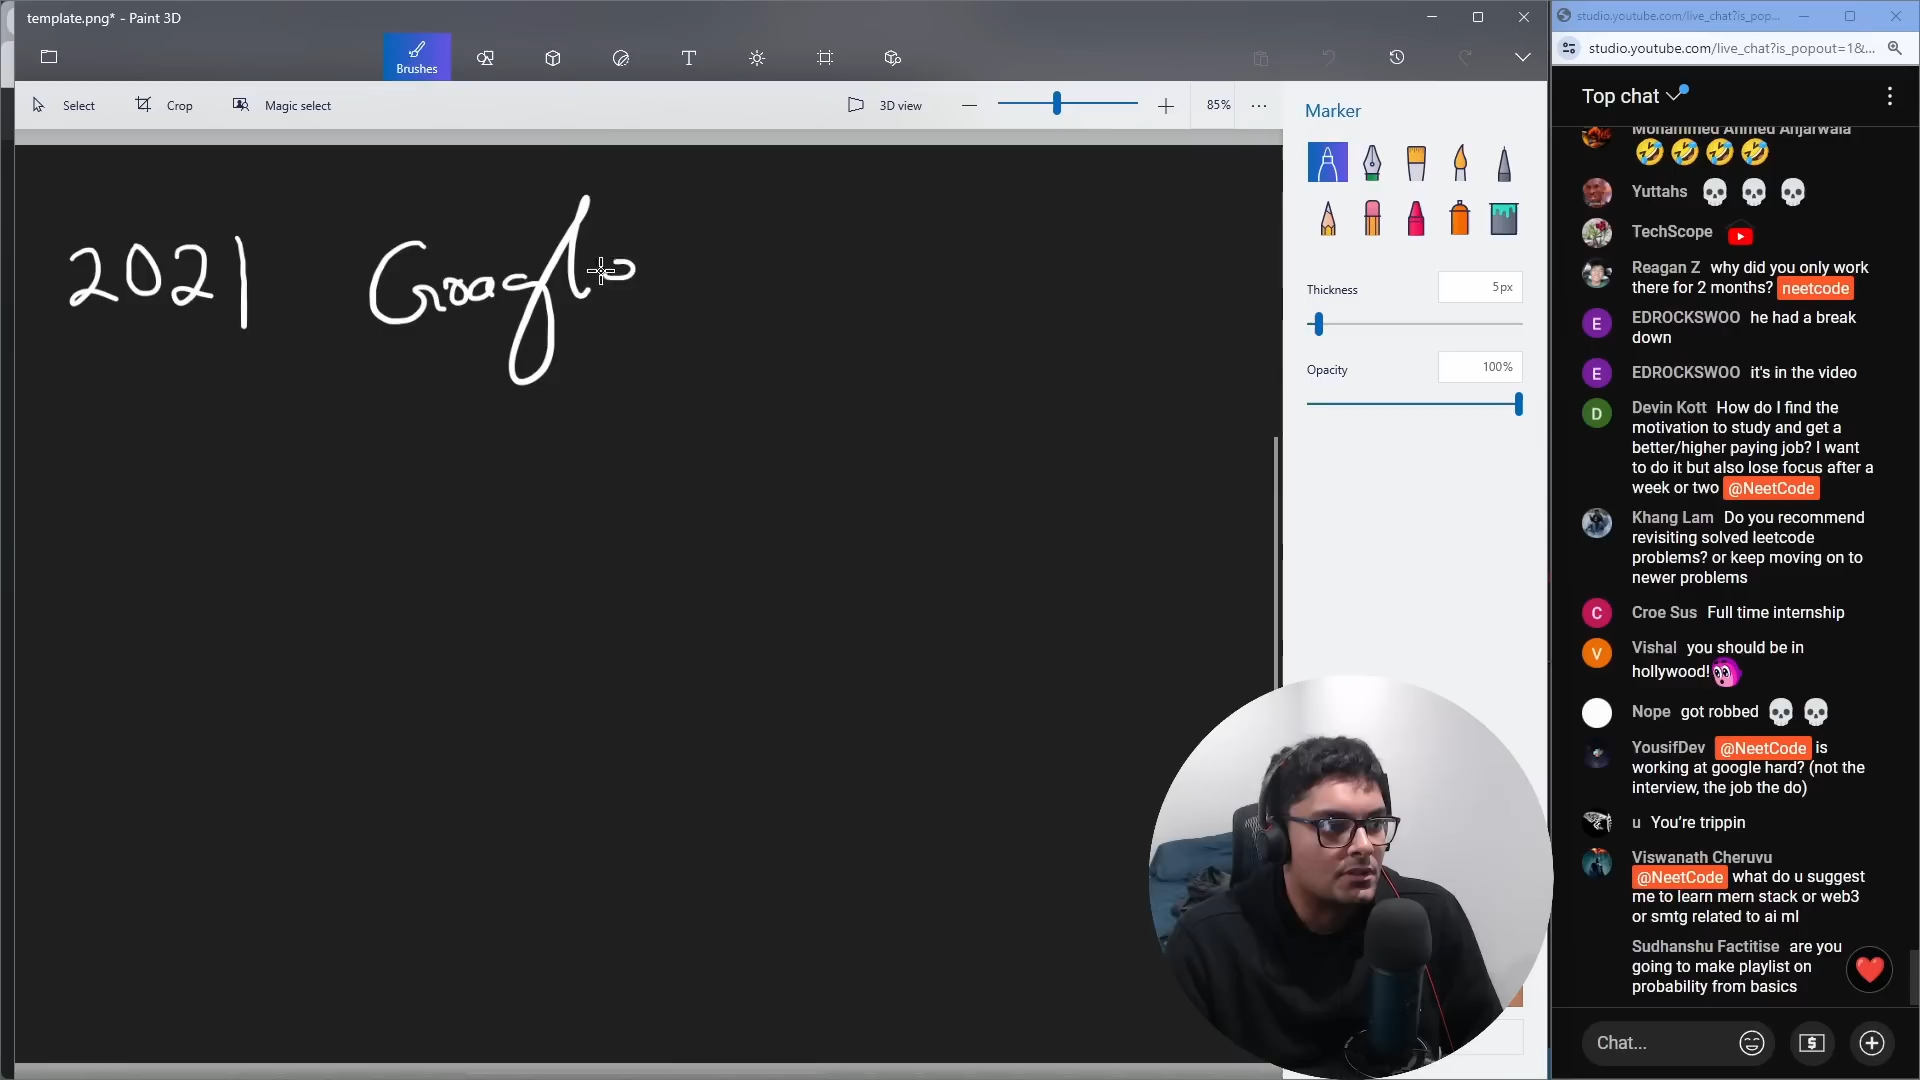 template.png* - Paint 3D
studio.youtube.com/live_chat?is_pop...
Brushes
studio.youtube.com/live_chat?is_popout=1&...
Select
Crop
Magic select
3D view
85%
Marker
Thickness
5px
Opacity
100%
2021 Google
Top chat
Mohammed Ahmed Anjarwala
🤣🤣🤣🤣
Yuttahs 💀💀💀
TechScope
Reagan Z why did you only work
there for 2 months? neetcode
E
EDROCKSWOO he had a break
down
E
EDROCKSWOO it's in the video
D
Devin Kott How do I find the
motivation to study and get a
better/higher paying job? I want
to do it but also lose focus after a
week or two @NeetCode
Khang Lam Do you recommend
revisiting solved leetcode
problems? or keep moving on to
newer problems
C
Croe Sus Full time internship
V
Vishal you should be in
hollywood!
Nope got robbed 💀💀
YousifDev @NeetCode is
working at google hard? (not the
interview, the job the do)
u You're trippin
Viswanath Cheruvu
@NeetCode what do u suggest
me to learn mern stack or web3
or smtg related to ai ml
Sudhanshu Factitise are you
going to make playlist on
probability from basics
Chat...